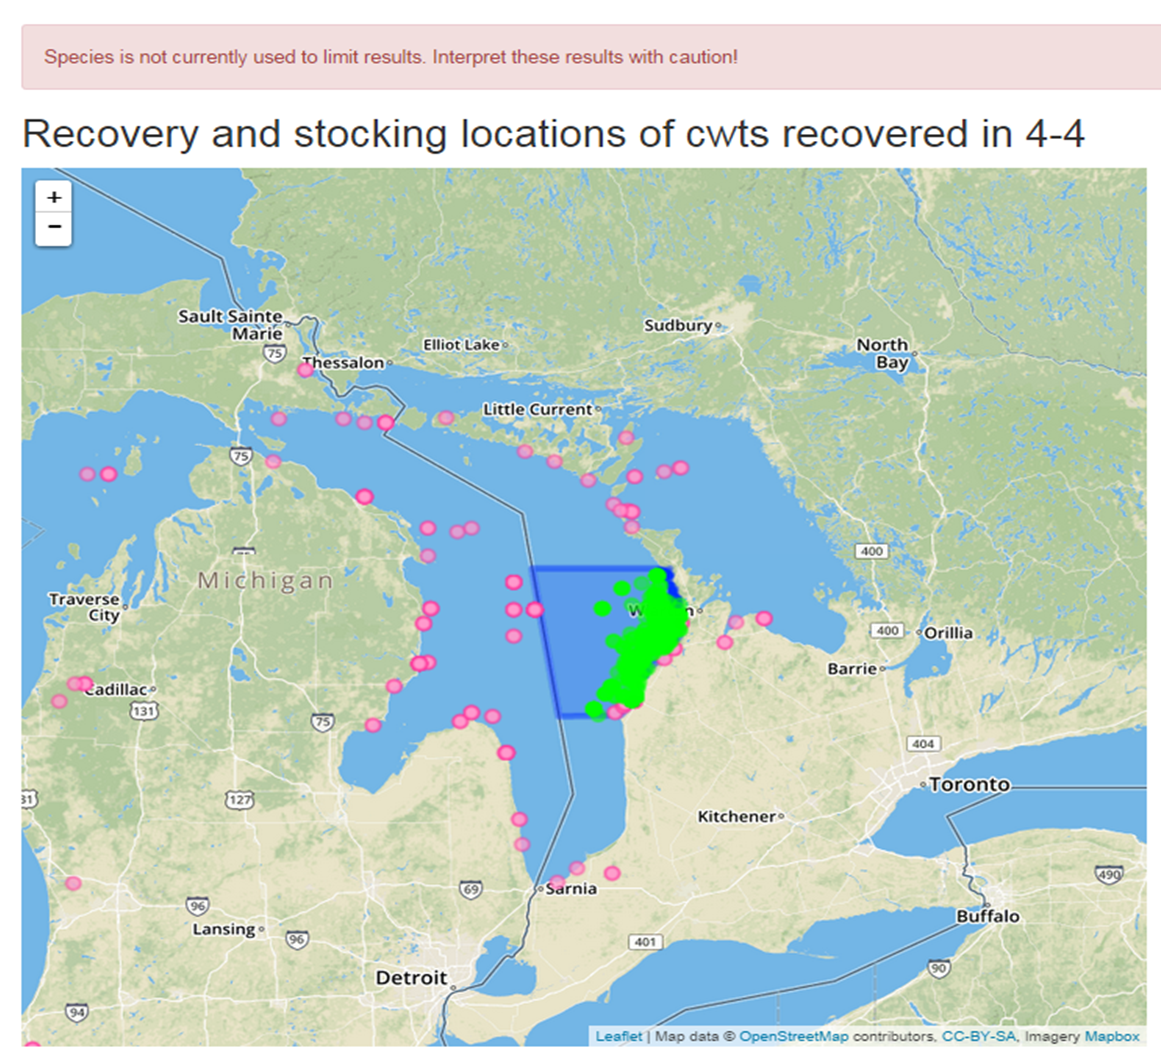 Species is not currently used to limit results. Interpret these results with caution!
Recovery and stocking locations of cwts recovered in 4-4
+
−
Sault Sainte
Marie
75
Thessalon
Elliot Lake
Sudbury
North
Bay
Little Current
75
400
Michigan
Traverse
City
400
Orillia
Barrie
Cadillac
131
75
404
Toronto
31
127
Kitchener
490
69
Sarnia
96
Lansing
96
401
Buffalo
Detroit
90
94
Leaflet | Map data © OpenStreetMap contributors, CC-BY-SA, Imagery Mapbox